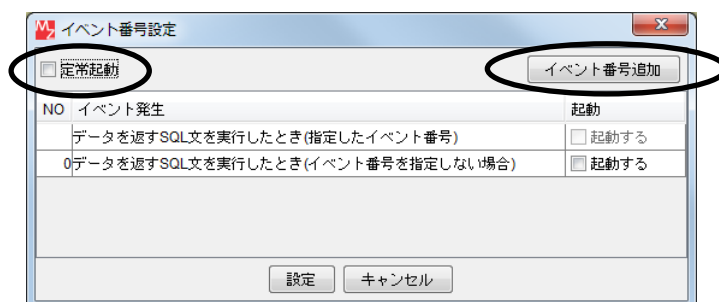 イベント番号設定
定常起動 イベント番号追加
NO イベント発生 起動
データを返すSQL文を実行したとき(指定したイベント番号) 起動する
0 データを返すSQL文を実行したとき(イベント番号を指定しない場合) 起動する
設定 キャンセル